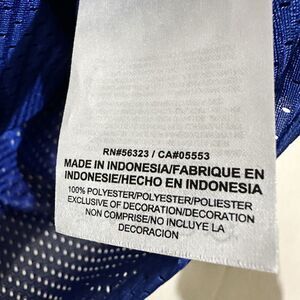 RN#56323 / CA#05553
MADE IN INDONESIA/FABRIQUE EN
INDONESIE/HECHO EN INDONESIA
100% POLYESTER/POLYESTER/POLIESTER
EXCLUSIVE OF DECORATION/DECORATION
NON COMPRISE/NO INCLUYE LA
DECORACION